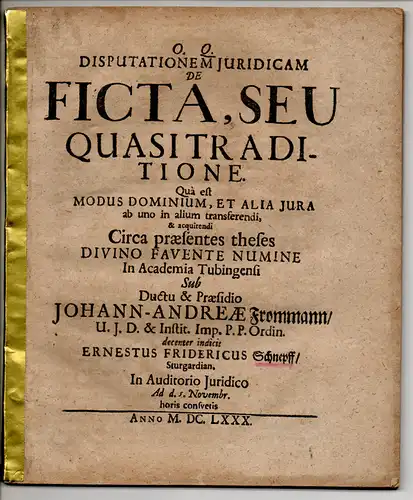 O. Q.
DISPUTATIONEM JURIDICAM
DE
FICTA, SEU
QUASI TRADI-
TIONE.
Quà est
MODUS DOMINIUM, ET ALIA JURA
ab uno in alium transferendi,
& acquirendi
Circa præsentes theses
DIVINO FAVENTE NUMINE
In Academia Tubingensi
Sub
Ductu & Præsidio
JOHANN-ANDREÆ Frommann/
U. J. D. & Instit. Imp. P. P. Ordin.
decenter indicit
ERNESTUS FRIDERICUS Schnepff/
Sturgardian.
In Auditorio Juridico
Ad d. 5. Novembr.
horis consvetis
ANNO M. DC. LXXX.